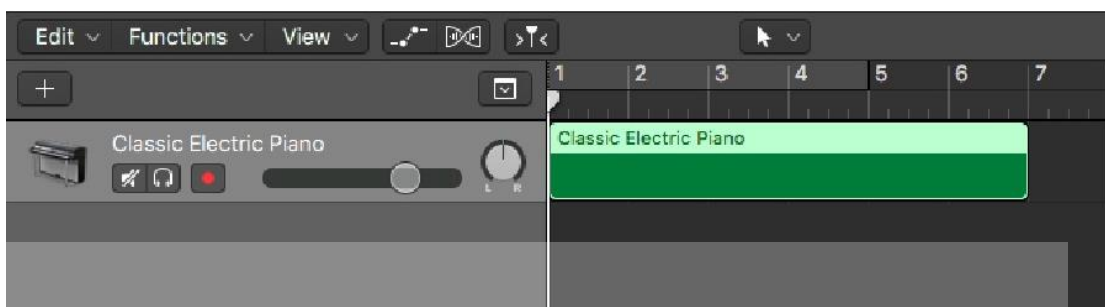 Edit Functions View
1 2 3 4 5 6 7
Classic Electric Piano
L R
Classic Electric Piano